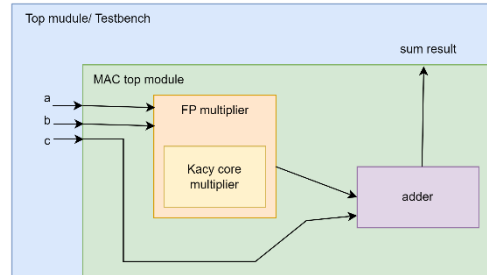 Top mudule/ Testbench
sum result
MAC top module
a
b
c
FP multiplier
Kacy core
multiplier
adder